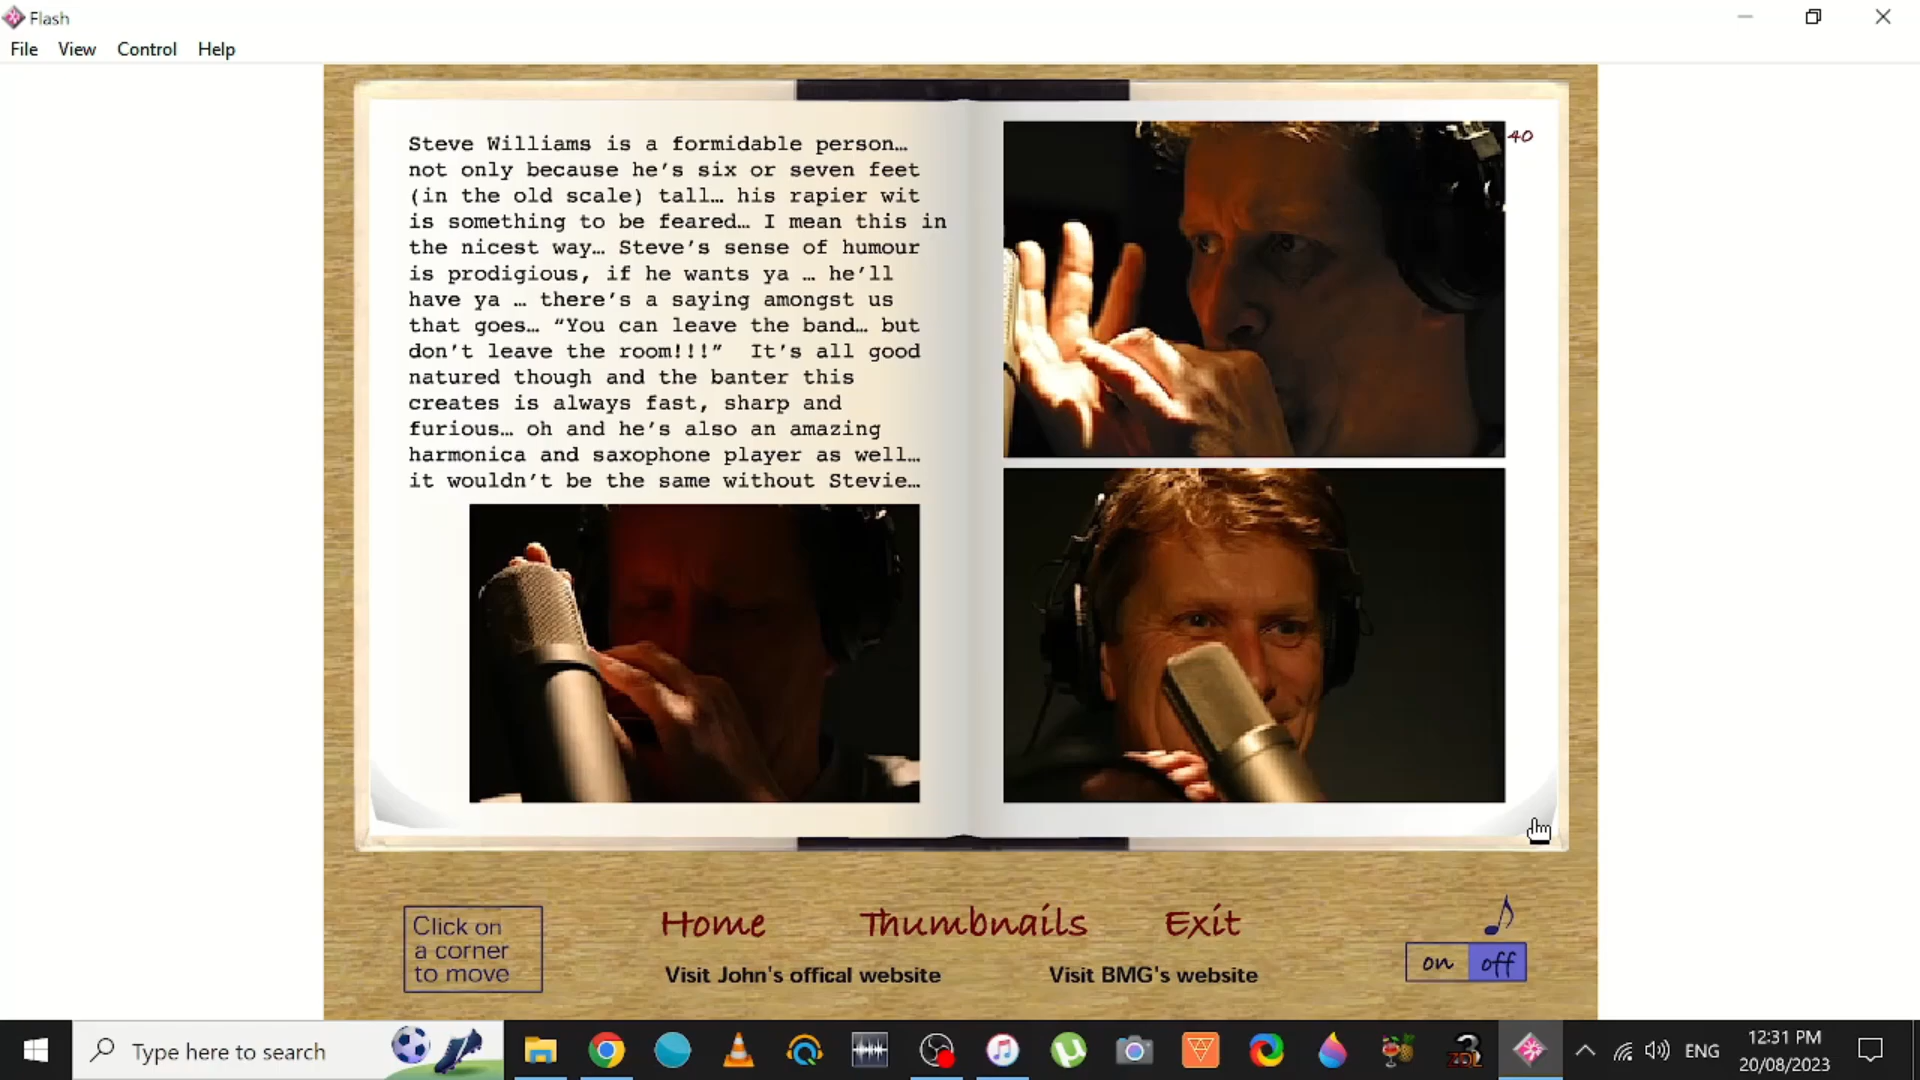 Flash
File View Control Help
Steve Williams is a formidable person…
not only because he's six or seven feet
(in the old scale) tall… his rapier wit
is something to be feared… I mean this in
the nicest way… Steve's sense of humour
is prodigious, if he wants ya … he'll
have ya … there's a saying amongst us
that goes… “You can leave the band… but
don't leave the room!!!” It's all good
natured though and the banter this
creates is always fast, sharp and
furious… oh and he's also an amazing
harmonica and saxophone player as well…
it wouldn't be the same without Stevie…
40
Click on
a corner
to move
Home Thumbnails Exit
Visit John's offical website Visit BMG's website
on off
Type here to search
ENG
12:31 PM
20/08/2023